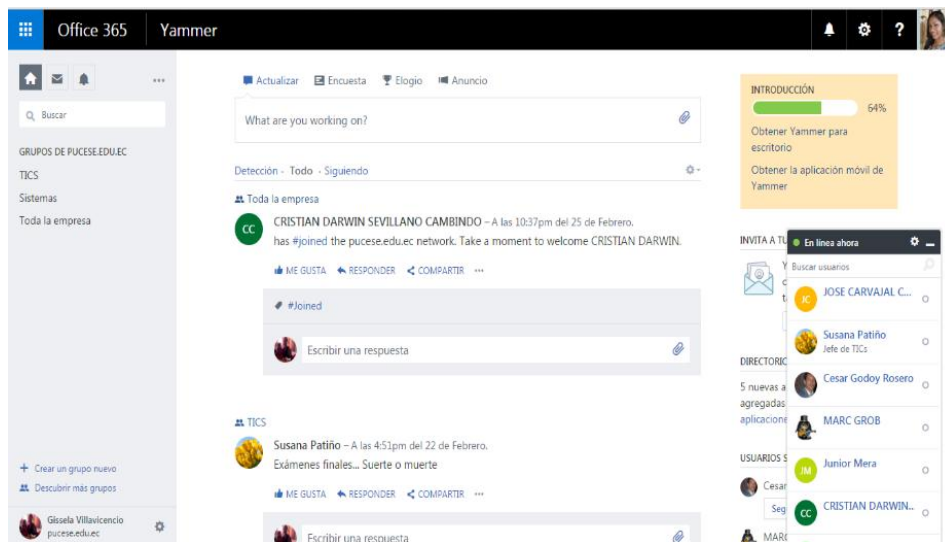 Office 365
Yammer
?
...
Buscar
GRUPOS DE PUCESE.EDU.EC
TICS
Sistemas
Toda la empresa
+ Crear un grupo nuevo
Descubrir más grupos
Gissela Villavicencio
pucese.edu.ec
Actualizar Encuesta Elogio Anuncio
What are you working on?
Detección - Todo - Siguiendo
Toda la empresa
CC
CRISTIAN DARWIN SEVILLANO CAMBINDO – A las 10:37pm del 25 de Febrero.
has #joined the pucese.edu.ec network. Take a moment to welcome CRISTIAN DARWIN.
ME GUSTA RESPONDER COMPARTIR ...
#Joined
Escribir una respuesta
TICS
Susana Patiño – A las 4:51pm del 22 de Febrero.
Exámenes finales... Suerte o muerte
ME GUSTA RESPONDER COMPARTIR ...
Escribir una respuesta
INTRODUCCIÓN
64%
Obtener Yammer para
escritorio
Obtener la aplicación móvil de
Yammer
INVITA A TU
DIRECTORIO
5 nuevas a
agregadas
aplicacione
USUARIOS S
Cesar
Seg
MARC
En línea ahora
Buscar usuarios
JC
JOSE CARVAJAL C...
Susana Patiño
Jefe de TICs
Cesar Godoy Rosero
MARC GROB
JM
Junior Mera
CC
CRISTIAN DARWIN..